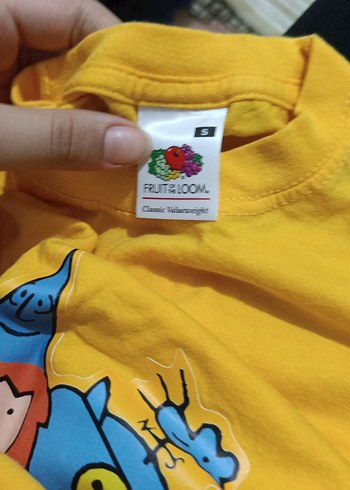 S
FRUIT OF THE LOOM®
Classic Valueweight